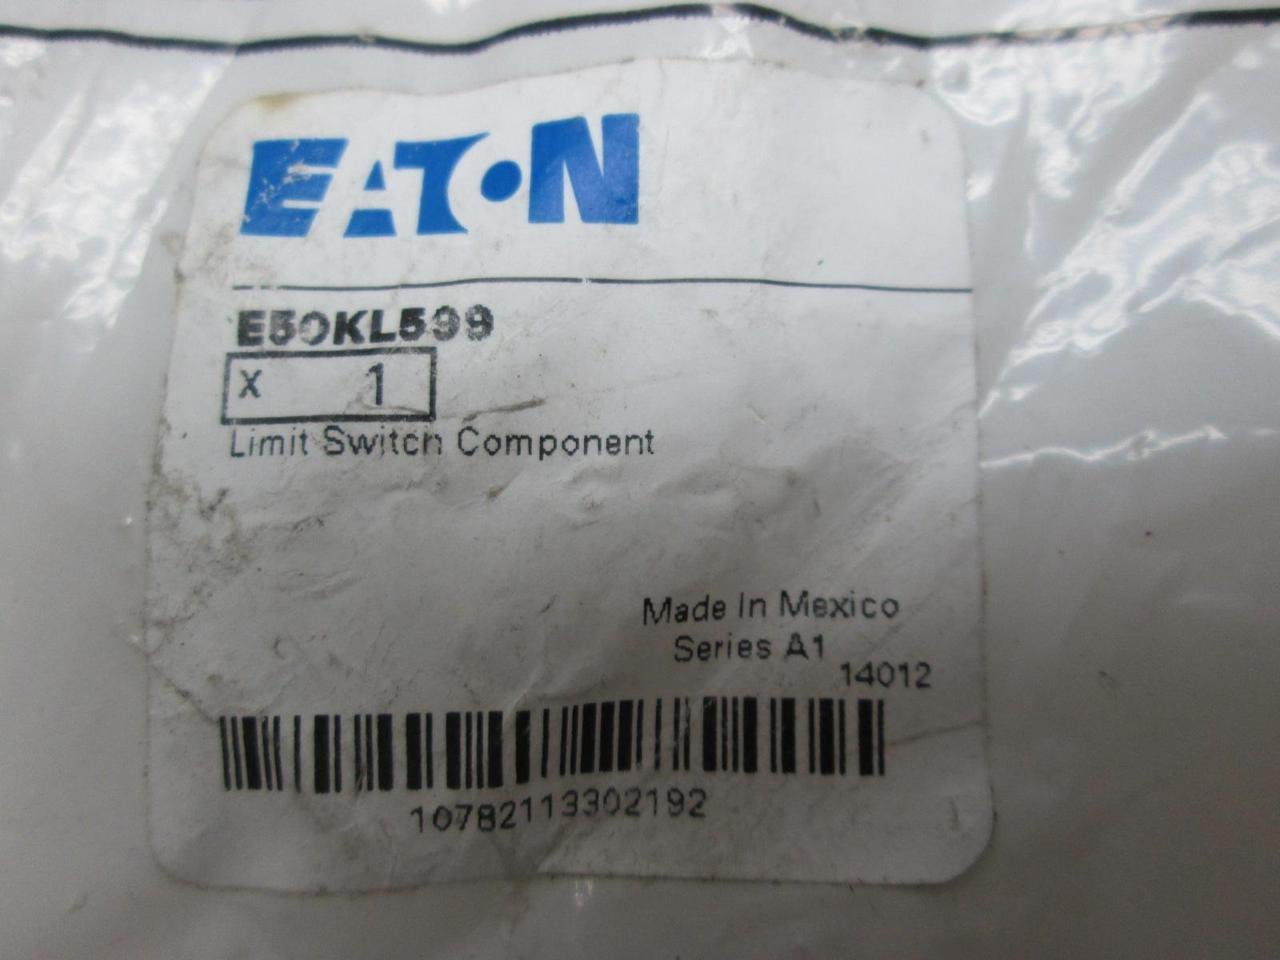 EATON
E50KL599
X 1
Limit Switch Component
Made In Mexico
Series A1
14012
10782113302192